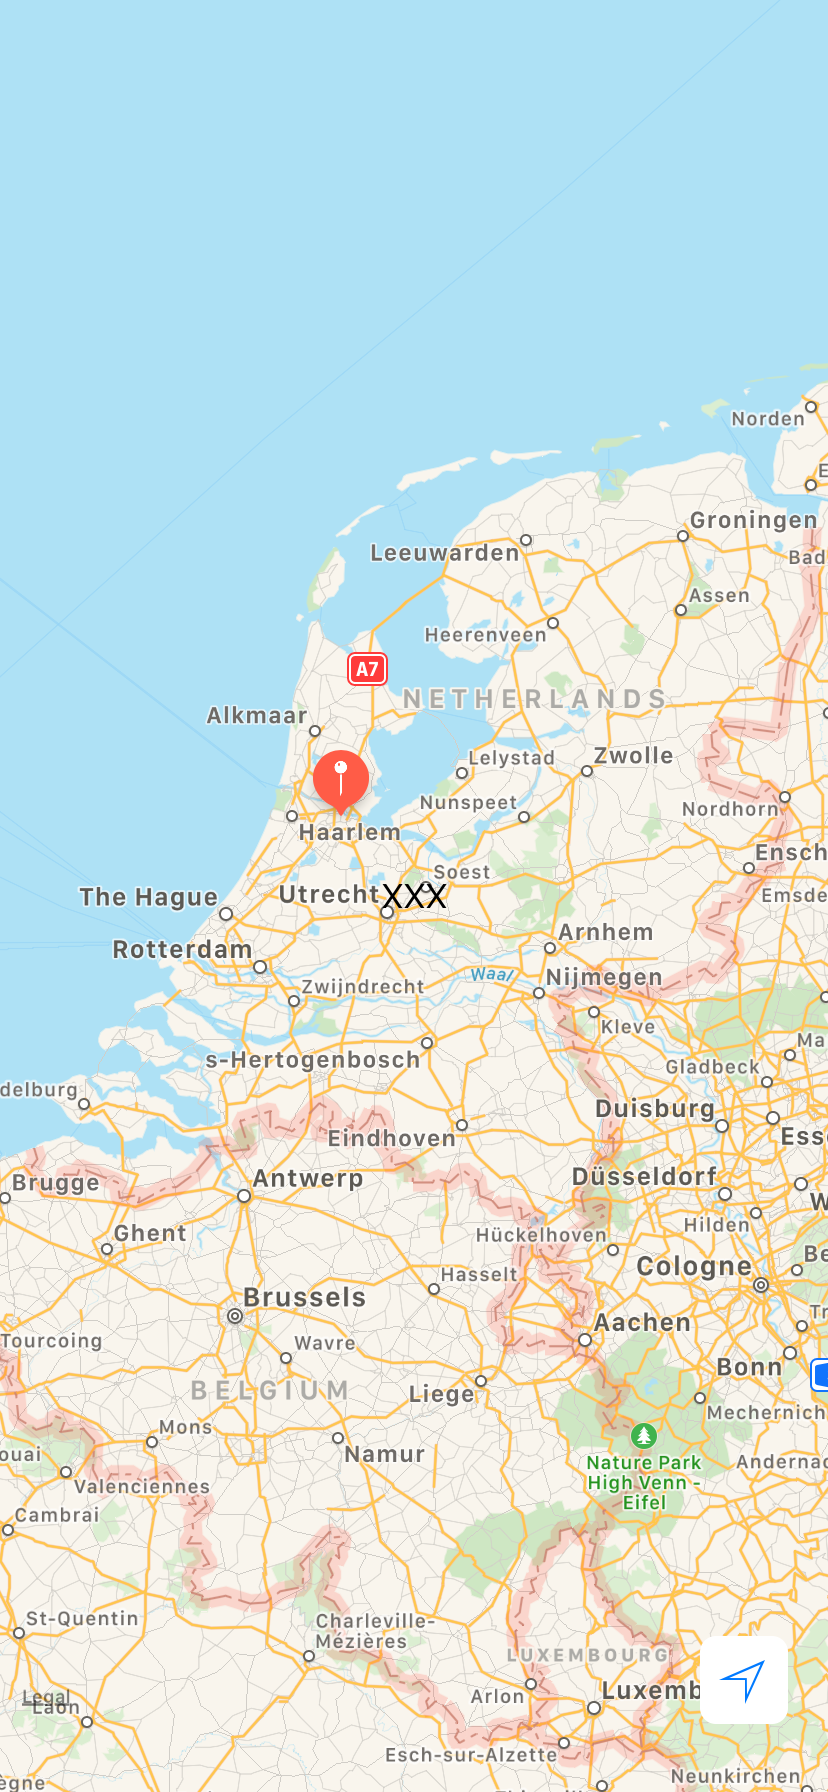 Norden
Groningen
Leeuwarden
Bad
Assen
Heerenveen
A7
NETHERLANDS
Alkmaar
Lelystad
Zwolle
Nunspeet
Nordhorn
Haarlem
Ensch
Soest
Utrecht
XXX
The Hague
Emsde
Arnhem
Rotterdam
Waal
Nijmegen
Zwijndrecht
Kleve
Ma
s-Hertogenbosch
Gladbeck
delburg
Duisburg
Eindhoven
Esse
Antwerp
Düsseldorf
Brugge
W
Ghent
Hückelhoven
Hilden
Be
Cologne
Hasselt
Brussels
Tr
Aachen
Tourcoing
Wavre
Bonn
BELGIUM
Liege
Mechernich
Mons
Namur
ouai
Nature Park
High Venn -
Eifel
Andernac
Valenciennes
Cambrai
St-Quentin
Charleville-
Mézières
LUXEMBOURG
Arlon
Luxemb
Legal
Laon
Esch-sur-Alzette
Neunkirchen